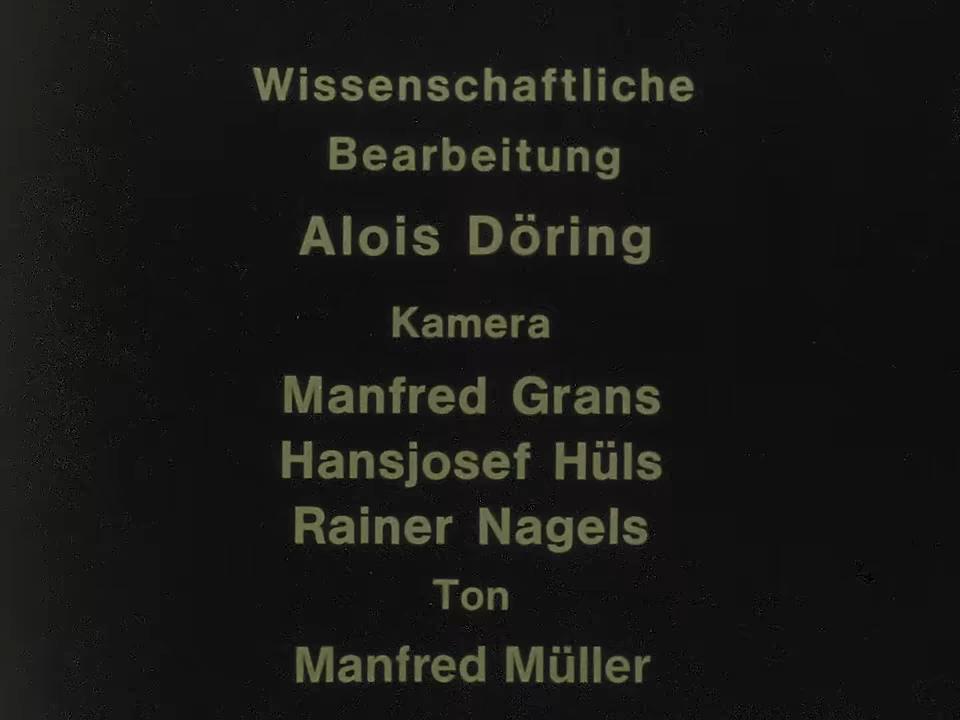 Wissenschaftliche
Bearbeitung
Alois Döring
Kamera
Manfred Grans
Hansjosef Hüls
Rainer Nagels
Ton
Manfred Müller